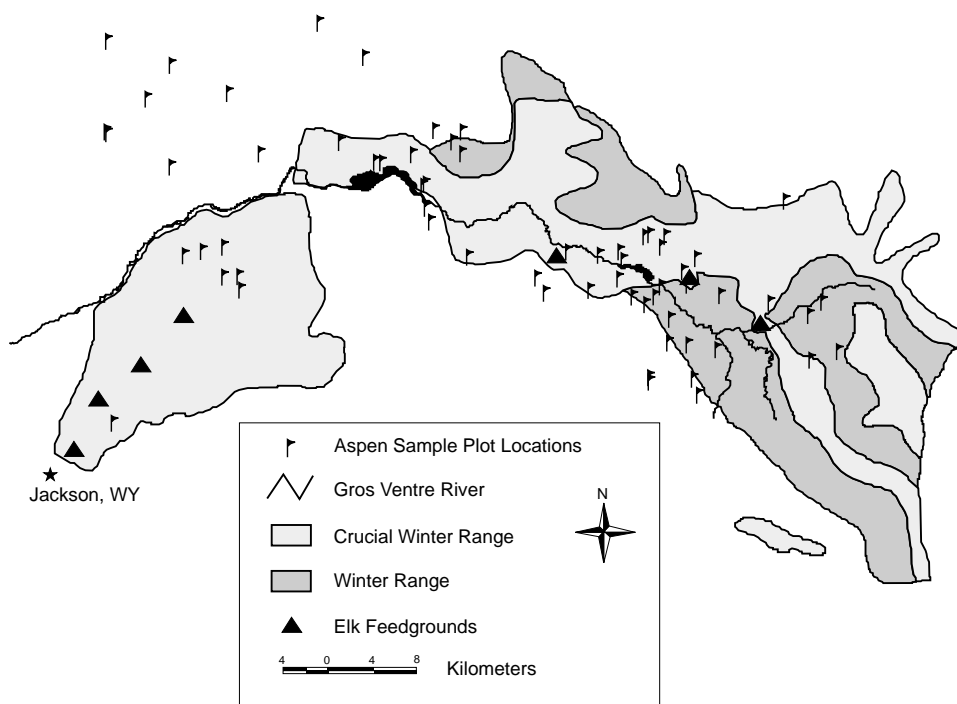 Jackson, WY
Aspen Sample Plot Locations
Gros Ventre River
N
Crucial Winter Range
Winter Range
Elk Feedgrounds
4 0 4 8
Kilometers